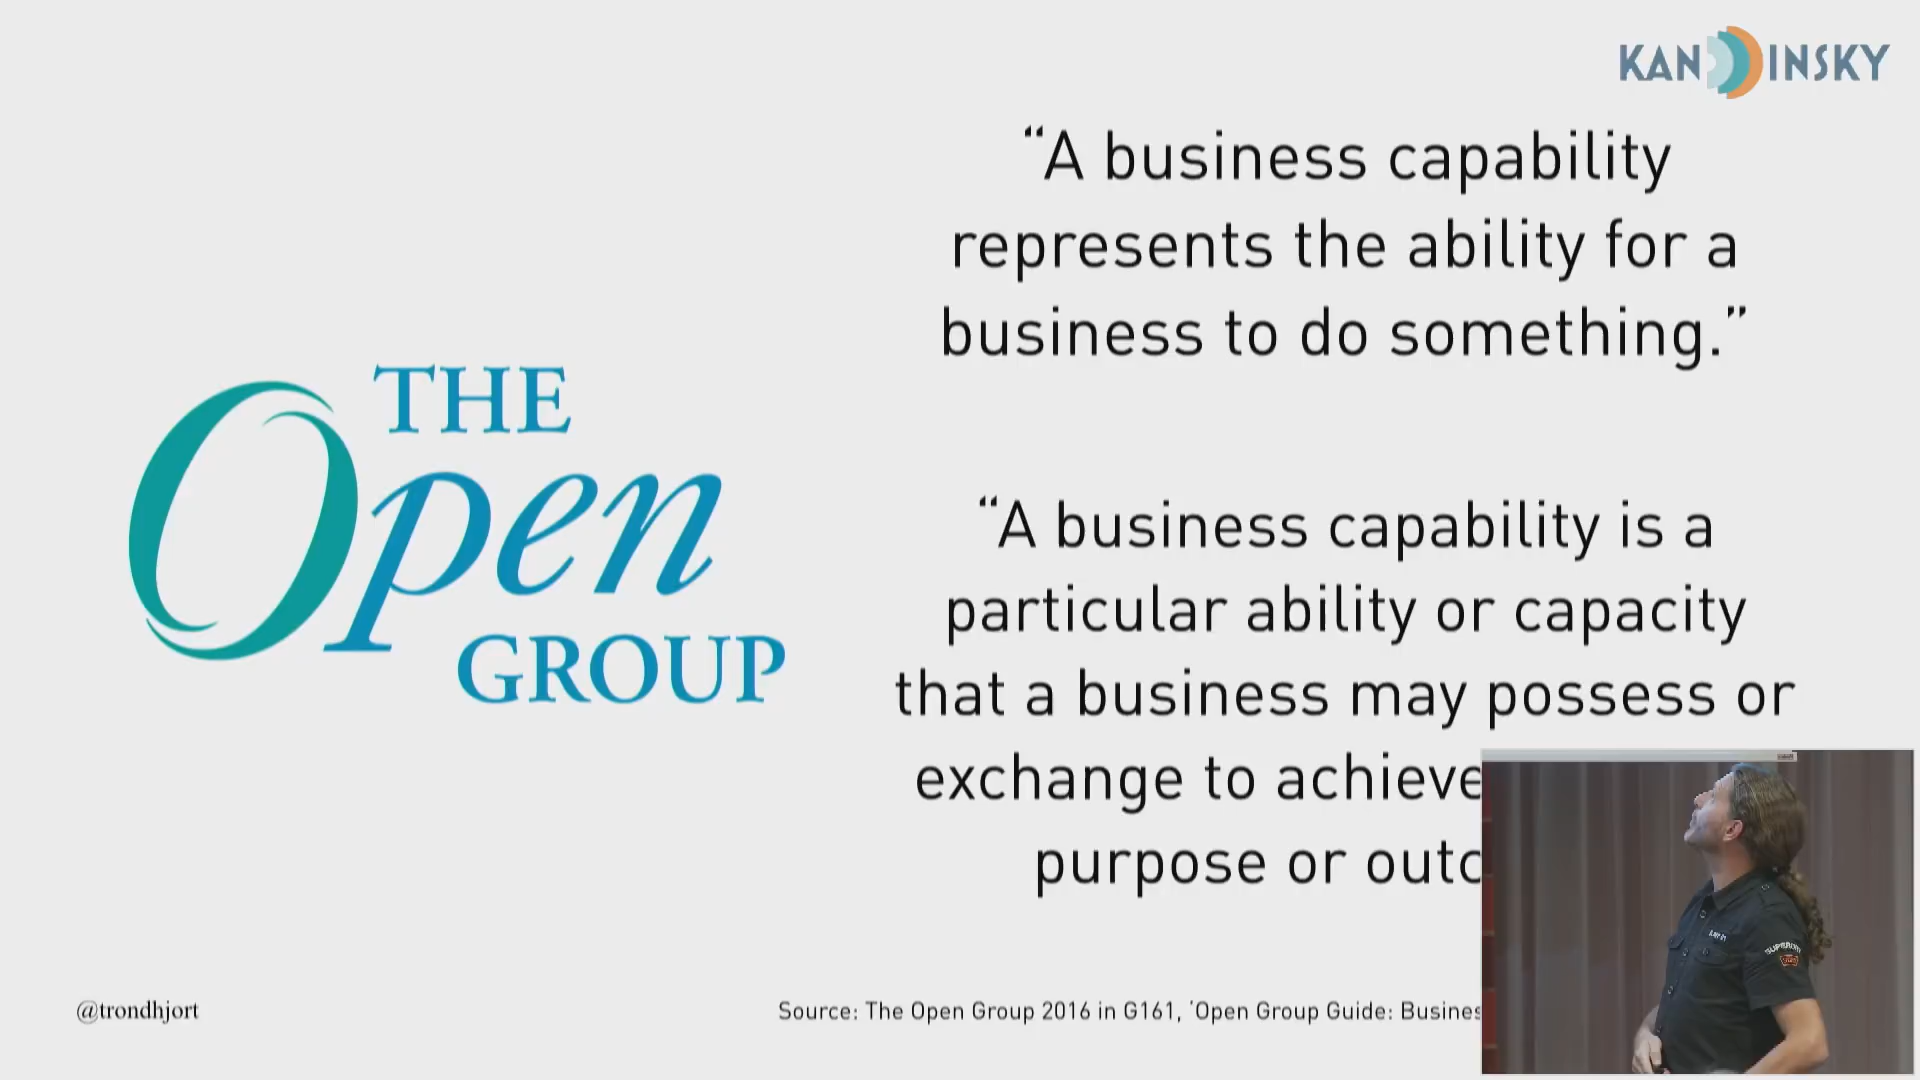 KANDINSKY
“A business capability
represents the ability for a
business to do something.”
THE
Open
GROUP
“A business capability is a
particular ability or capacity
that a business may possess or
exchange to achieve
purpose or
@trondhjort
Source: The Open Group 2016 in G161, ‘Open Group Guide: